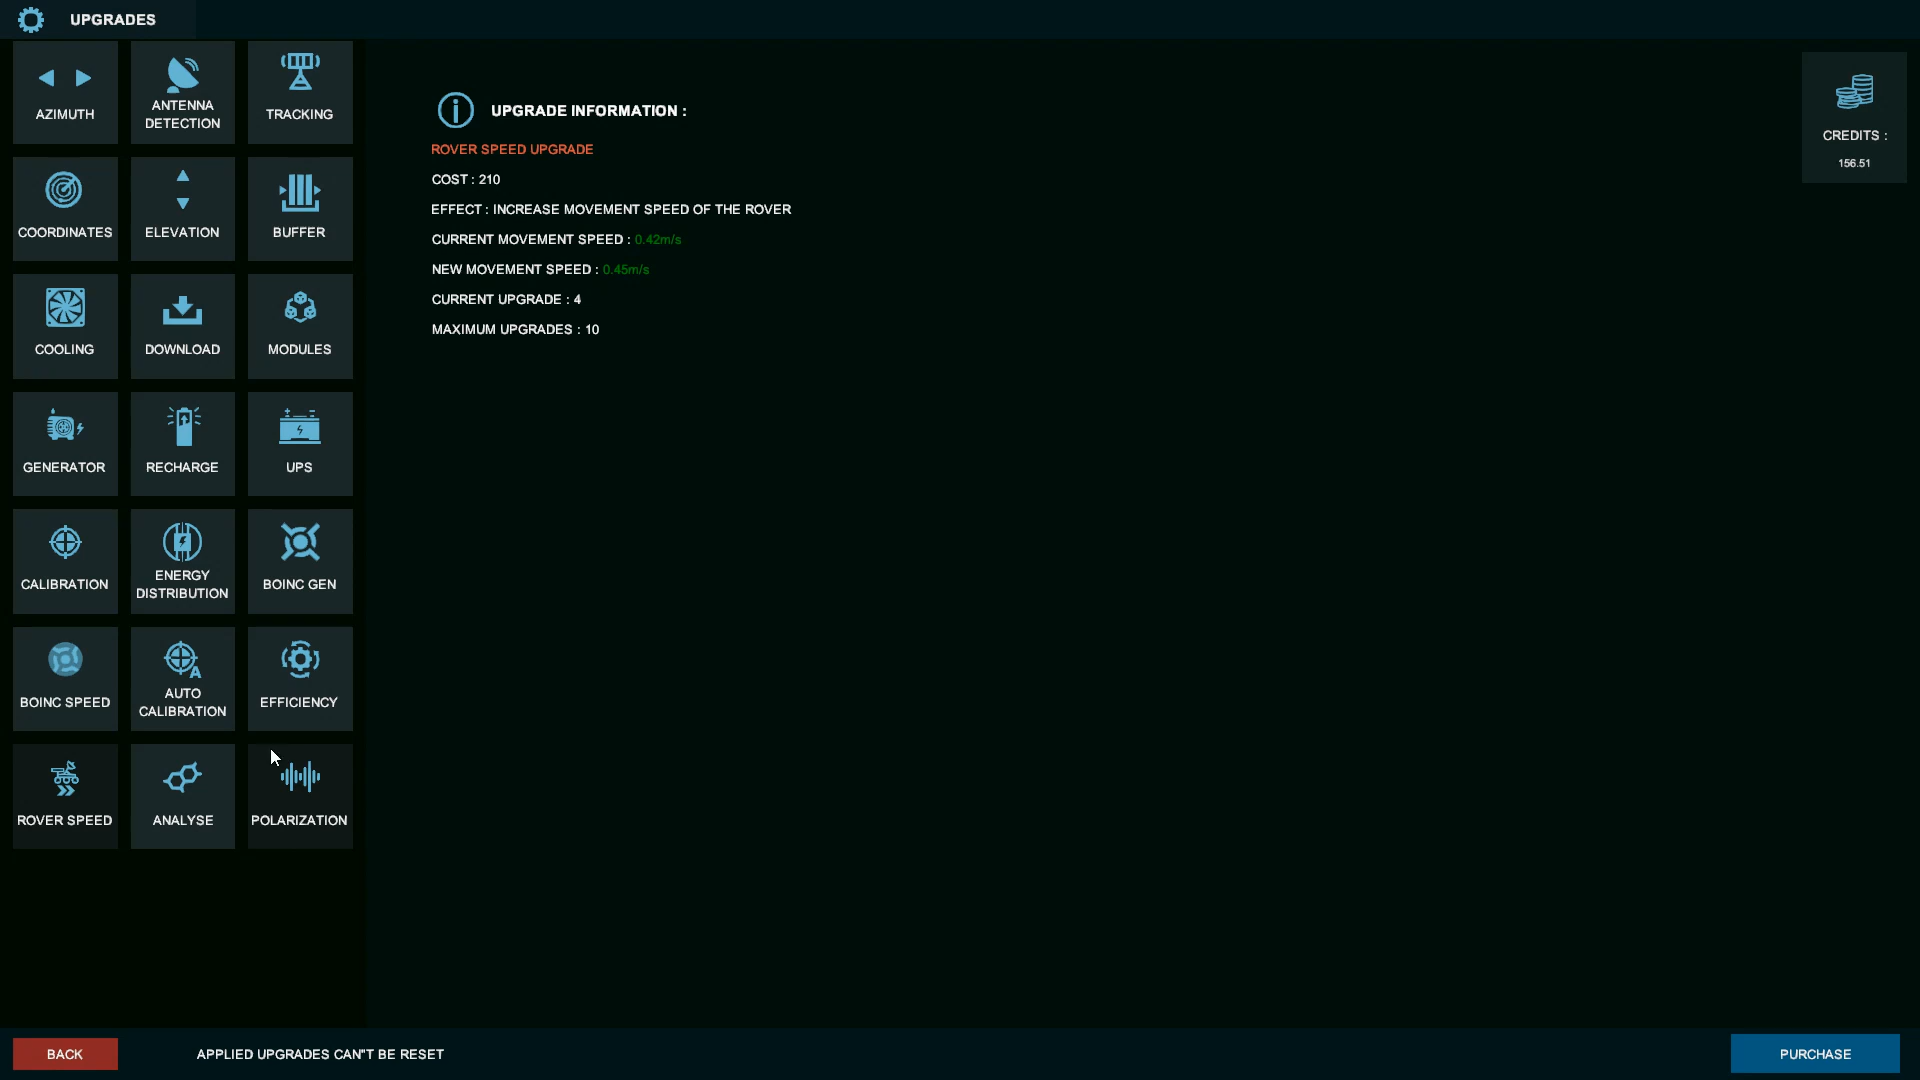 UPGRADES
AZIMUTH
ANTENNA
DETECTION
TRACKING
COORDINATES
ELEVATION
BUFFER
COOLING
DOWNLOAD
MODULES
GENERATOR
RECHARGE
UPS
CALIBRATION
ENERGY
DISTRIBUTION
BOINC GEN
BOINC SPEED
AUTO
CALIBRATION
EFFICIENCY
ROVER SPEED
ANALYSE
POLARIZATION
UPGRADE INFORMATION :
ROVER SPEED UPGRADE
COST : 210
EFFECT : INCREASE MOVEMENT SPEED OF THE ROVER
CURRENT MOVEMENT SPEED : 0.42m/s
NEW MOVEMENT SPEED : 0.45m/s
CURRENT UPGRADE : 4
MAXIMUM UPGRADES : 10
CREDITS :
156.51
BACK
APPLIED UPGRADES CAN"T BE RESET
PURCHASE